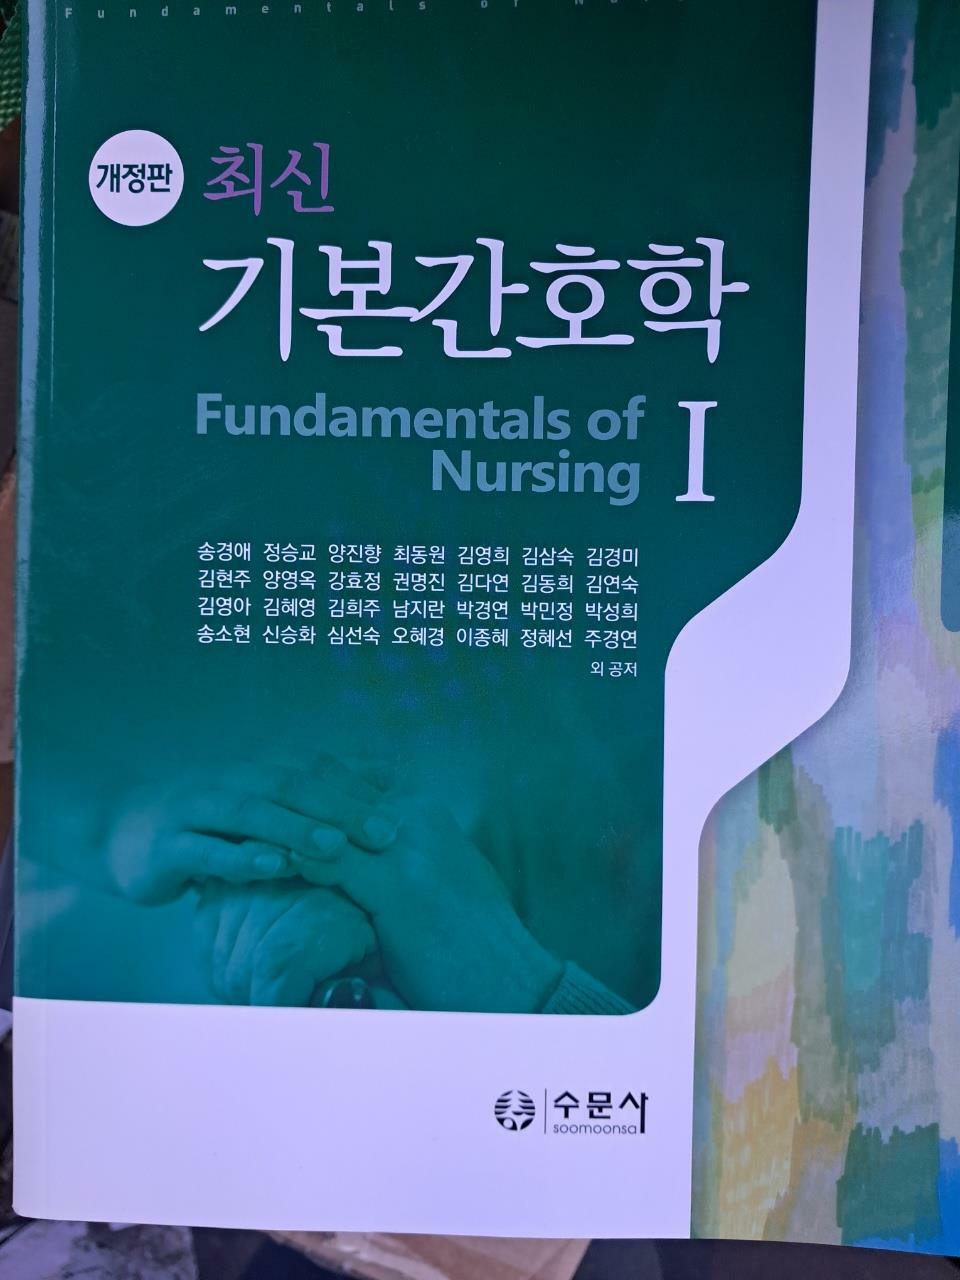 Fundamentals of Nu
개정판
최신
기본간호학
Fundamentals of
Nursing
I
송경애 정승교 양진향 최동원 김영희 김삼숙 김경미
김현주 양영옥 강효정 권명진 김다연 김동희 김연숙
김영아 김혜영 김희주 남지란 박경연 박민정 박성희
송소현 신승화 심선숙 오혜경 이종혜 정혜선 주경연
외 공저
수문사
soomoonsa